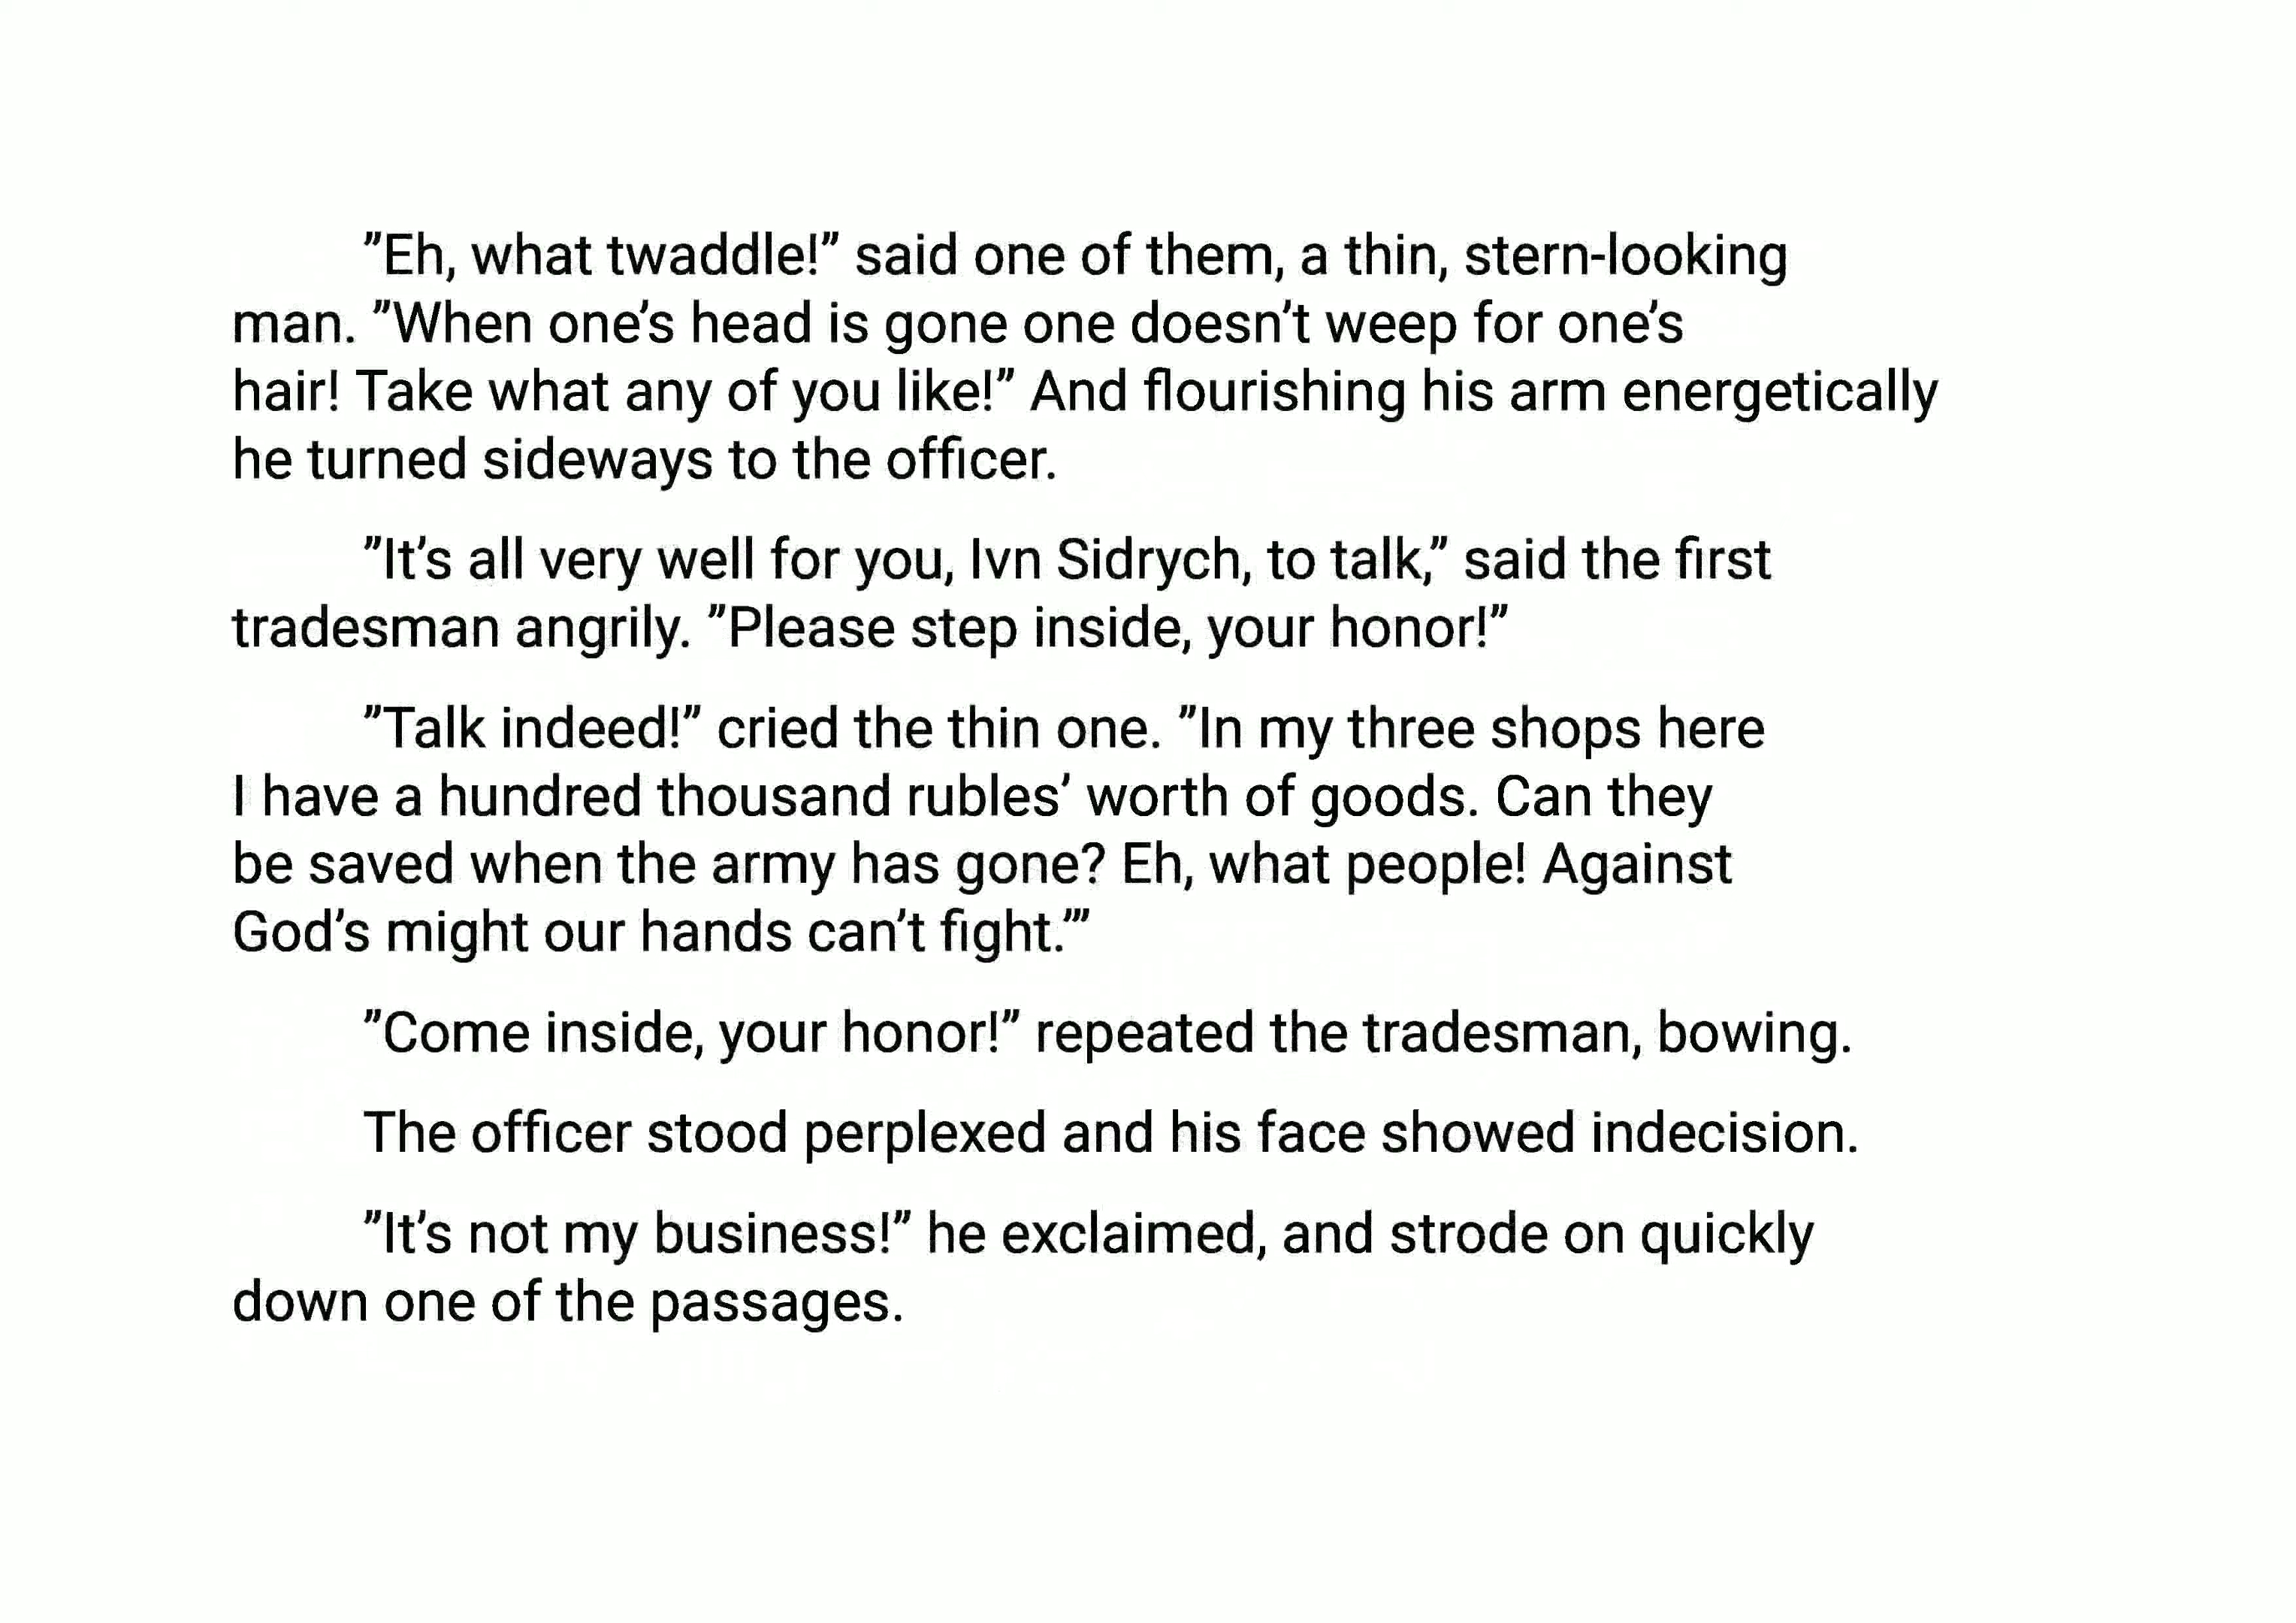 ”Eh, what twaddle!” said one of them, a thin, stern-looking
man. ”When one’s head is gone one doesn’t weep for one’s
hair! Take what any of you like!” And flourishing his arm energetically
he turned sideways to the officer.
”It’s all very well for you, Ivn Sidrych, to talk,” said the first
tradesman angrily. ”Please step inside, your honor!”
”Talk indeed!” cried the thin one. ”In my three shops here
I have a hundred thousand rubles’ worth of goods. Can they
be saved when the army has gone? Eh, what people! Against
God’s might our hands can’t fight.’”
”Come inside, your honor!” repeated the tradesman, bowing.
The officer stood perplexed and his face showed indecision.
”It’s not my business!” he exclaimed, and strode on quickly
down one of the passages.